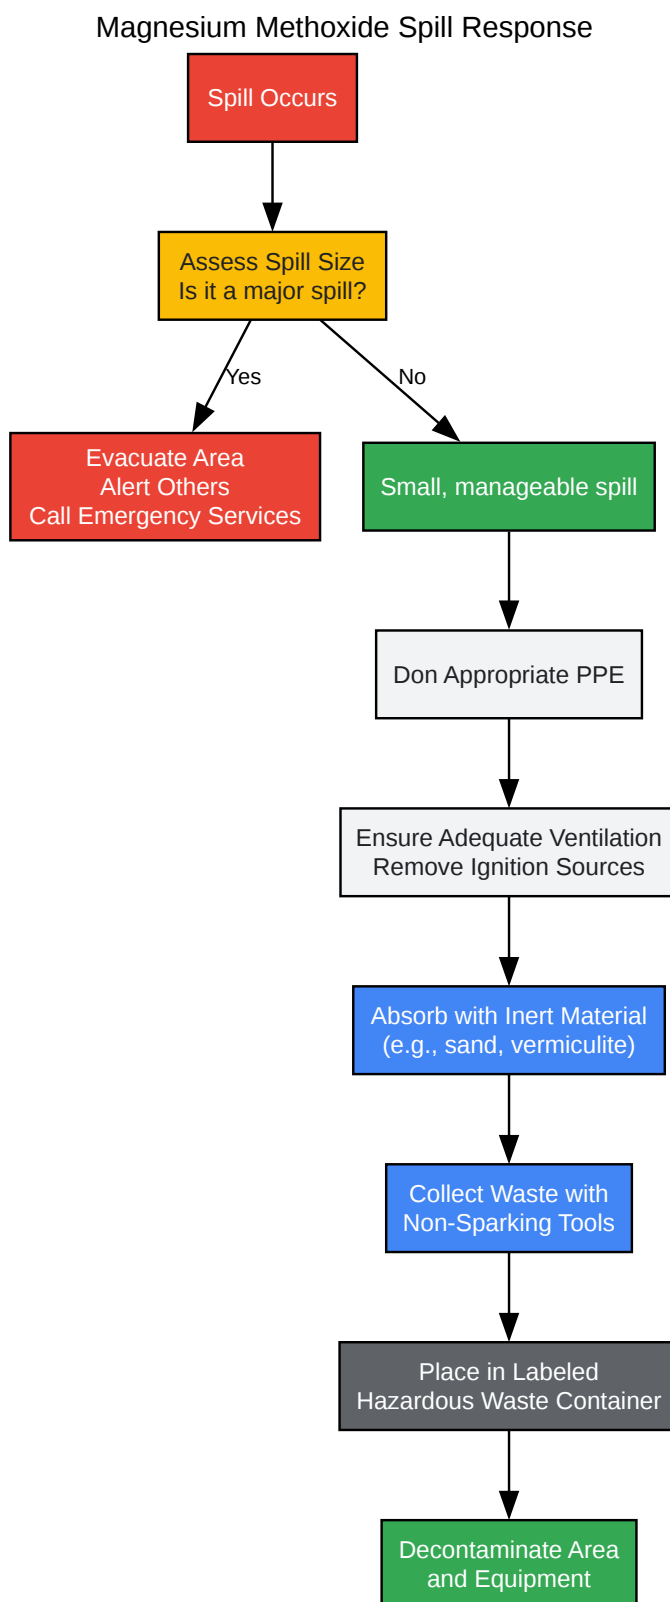 Magnesium Methoxide Spill Response
Spill Occurs
Assess Spill Size
Is it a major spill?
Yes
No
Evacuate Area
Alert Others
Call Emergency Services
Small, manageable spill
Don Appropriate PPE
Ensure Adequate Ventilation
Remove Ignition Sources
Absorb with Inert Material
(e.g., sand, vermiculite)
Collect Waste with
Non-Sparking Tools
Place in Labeled
Hazardous Waste Container
Decontaminate Area
and Equipment